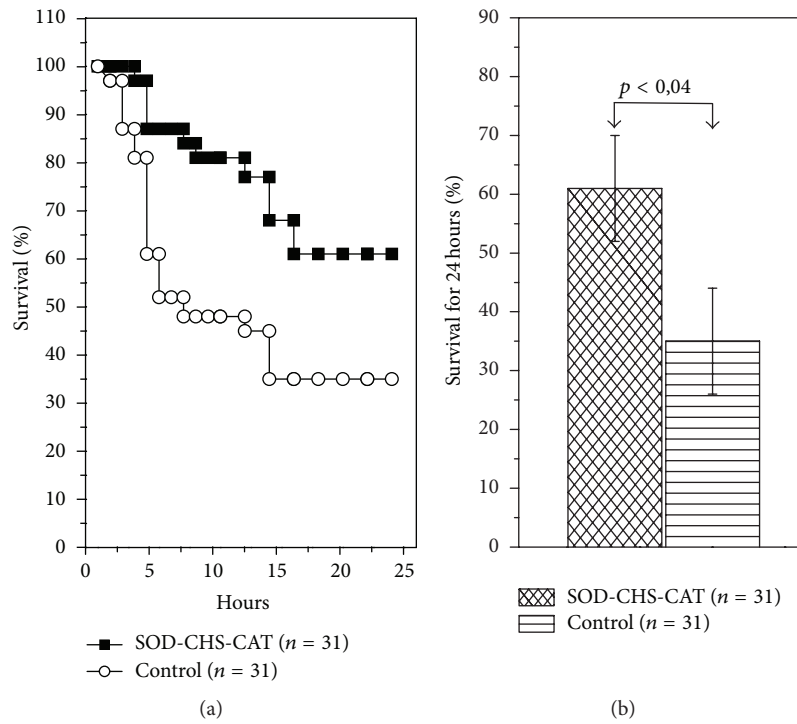 110
100
90
80
70
60
50
40
30
20
10
0
Survival (%)
0 5 10 15 20 25
Hours
SOD-CHS-CAT (n = 31)
Control (n = 31)
(a)
90
80
70
60
50
40
30
20
10
0
Survival for 24 hours (%)
p < 0,04
SOD-CHS-CAT (n = 31)
Control (n = 31)
(b)